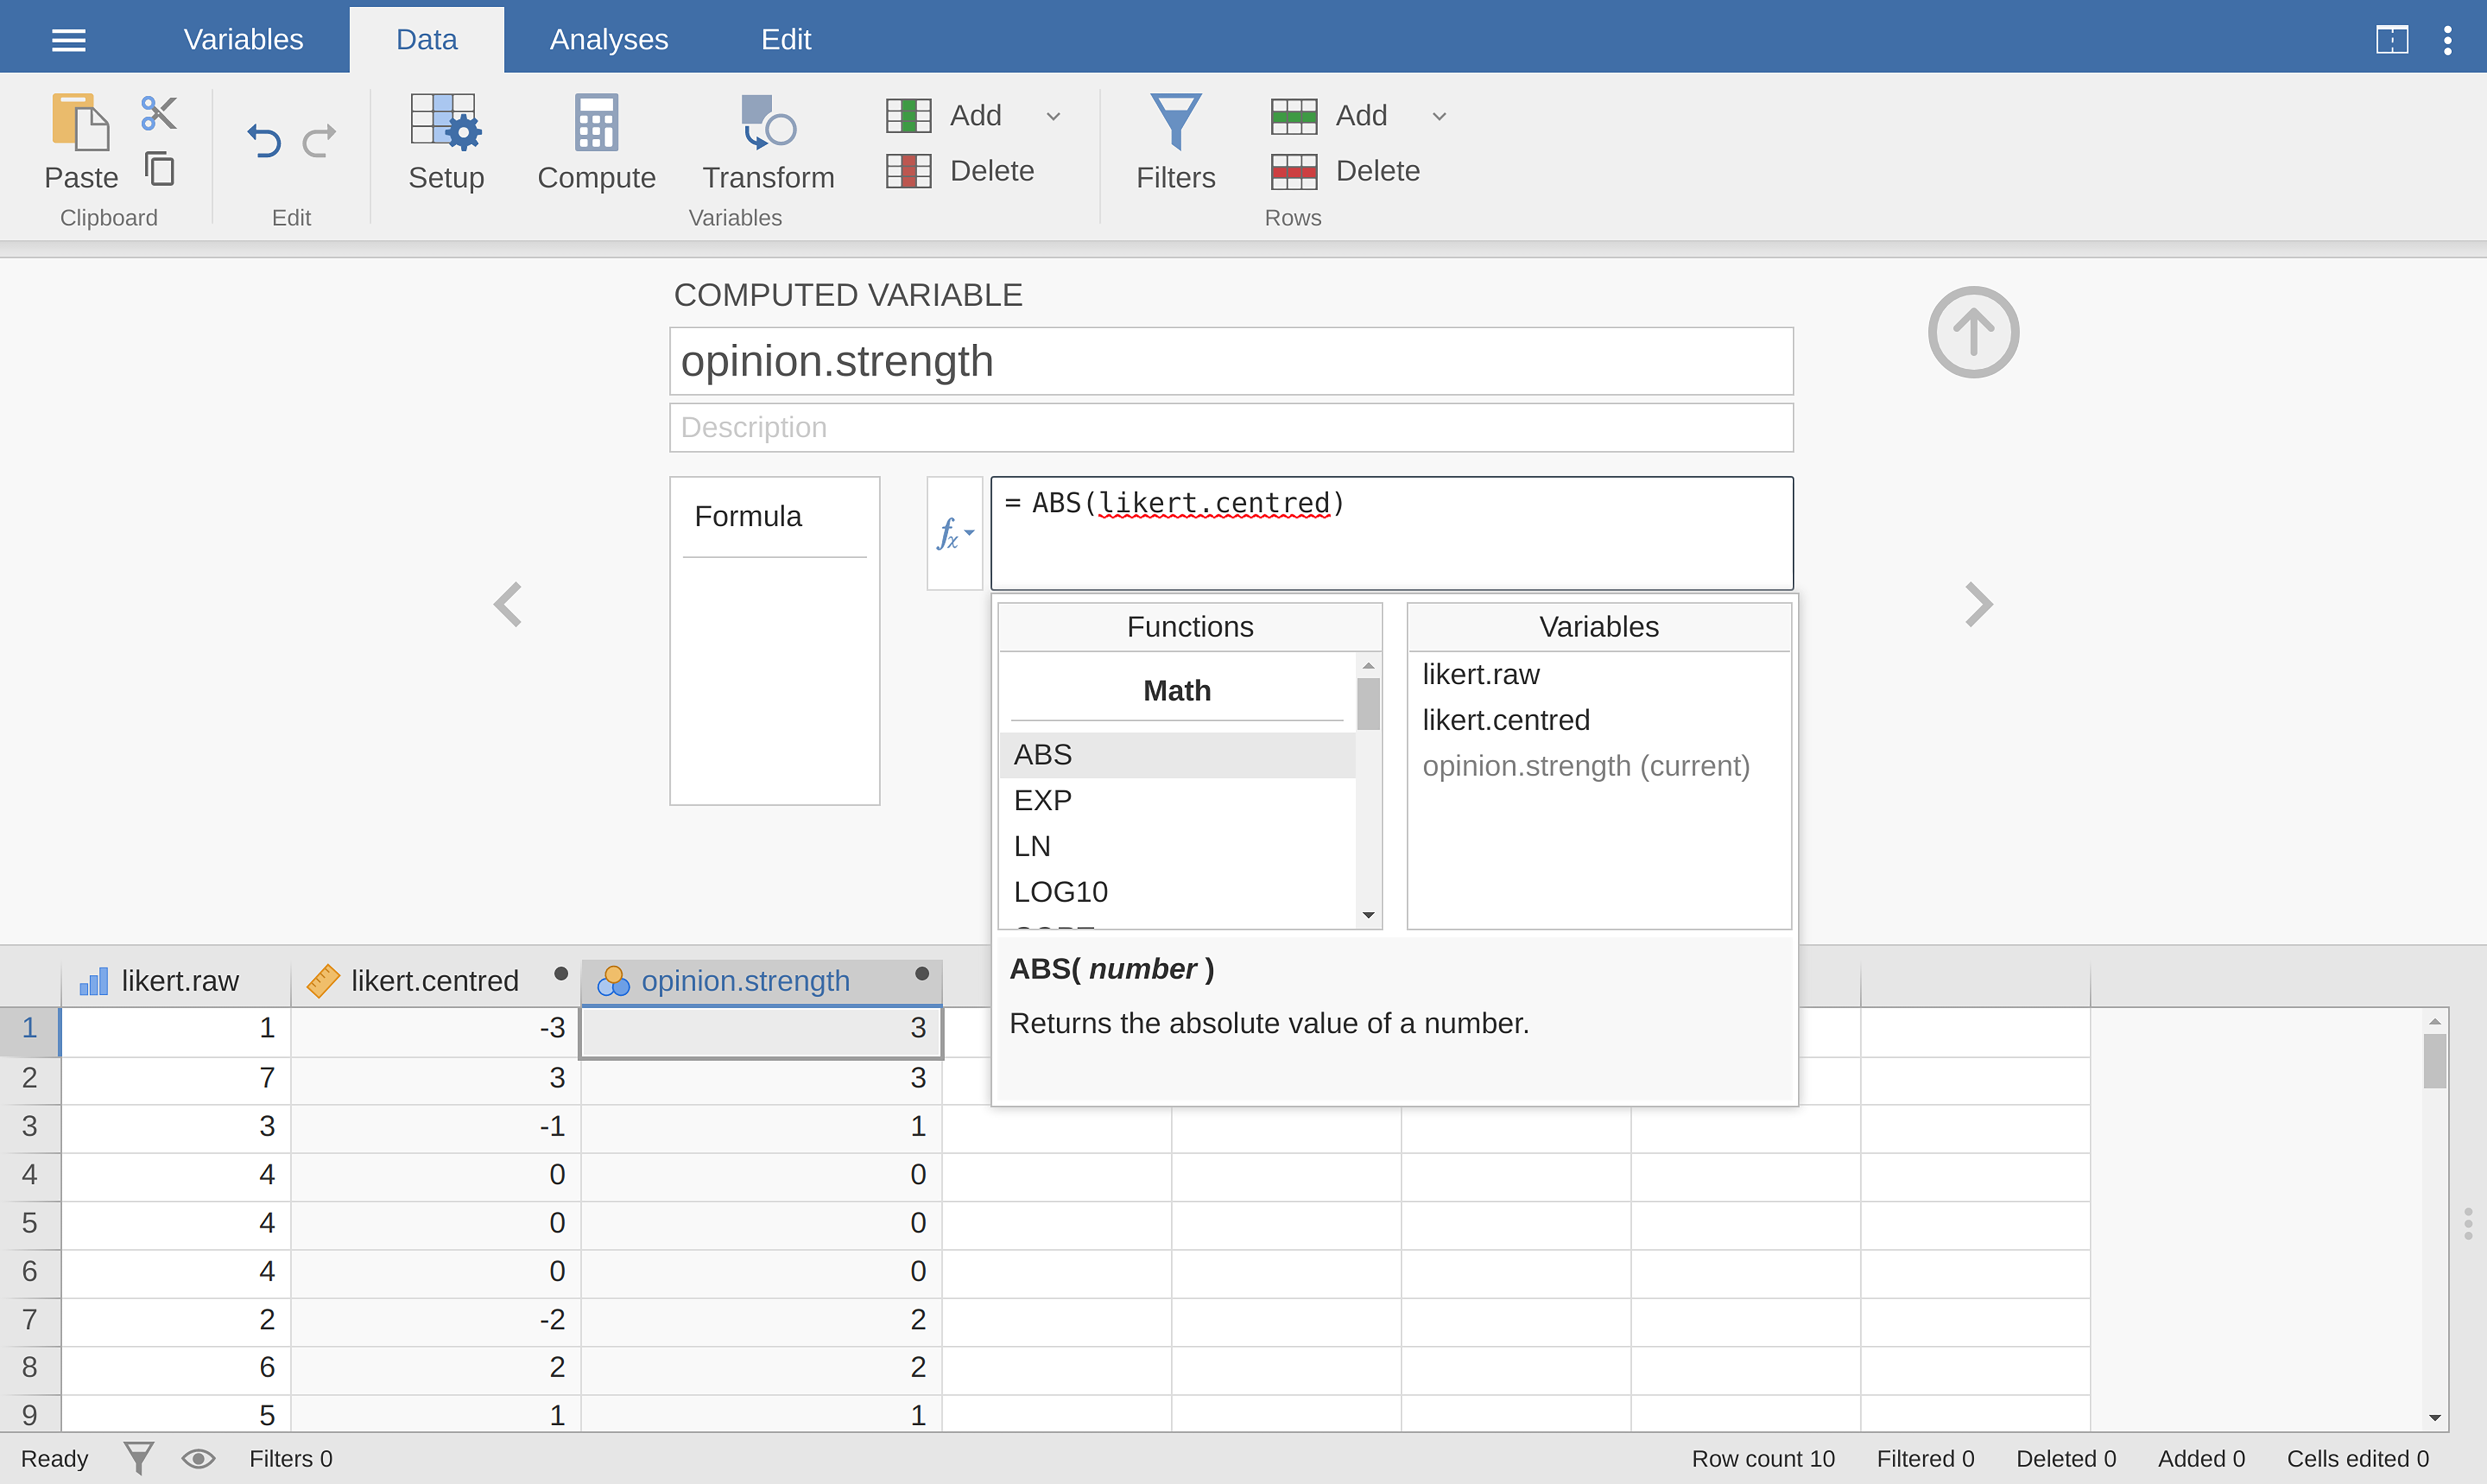 Variables Data Analyses Edit
Paste
Clipboard
Edit
Setup Compute Transform
Add
Delete
Variables
Filters
Add
Delete
Rows
COMPUTED VARIABLE
opinion.strength
Description
Formula
fx
= ABS(likert.centred)
Functions Variables
Math
ABS
EXP
LN
LOG10
likert.raw
likert.centred
opinion.strength (current)
ABS( number )
Returns the absolute value of a number.
likert.raw likert.centred opinion.strength
1 1 -3 3
2 7 3 3
3 3 -1 1
4 4 0 0
5 4 0 0
6 4 0 0
7 2 -2 2
8 6 2 2
9 5 1 1
Ready Filters 0 Row count 10 Filtered 0 Deleted 0 Added 0 Cells edited 0